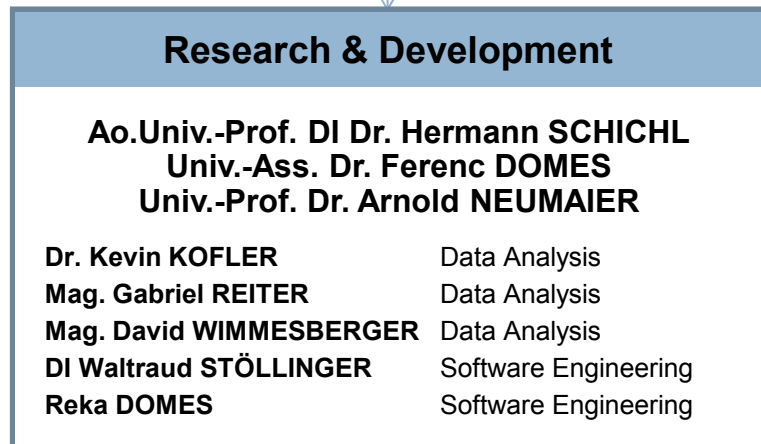 Research & Development
Ao.Univ.-Prof. DI Dr. Hermann SCHICHL
Univ.-Ass. Dr. Ferenc DOMES
Univ.-Prof. Dr. Arnold NEUMAIER
Dr. Kevin KOFLER Data Analysis
Mag. Gabriel REITER Data Analysis
Mag. David WIMMESBERGER Data Analysis
DI Waltraud STÖLLINGER Software Engineering
Reka DOMES Software Engineering